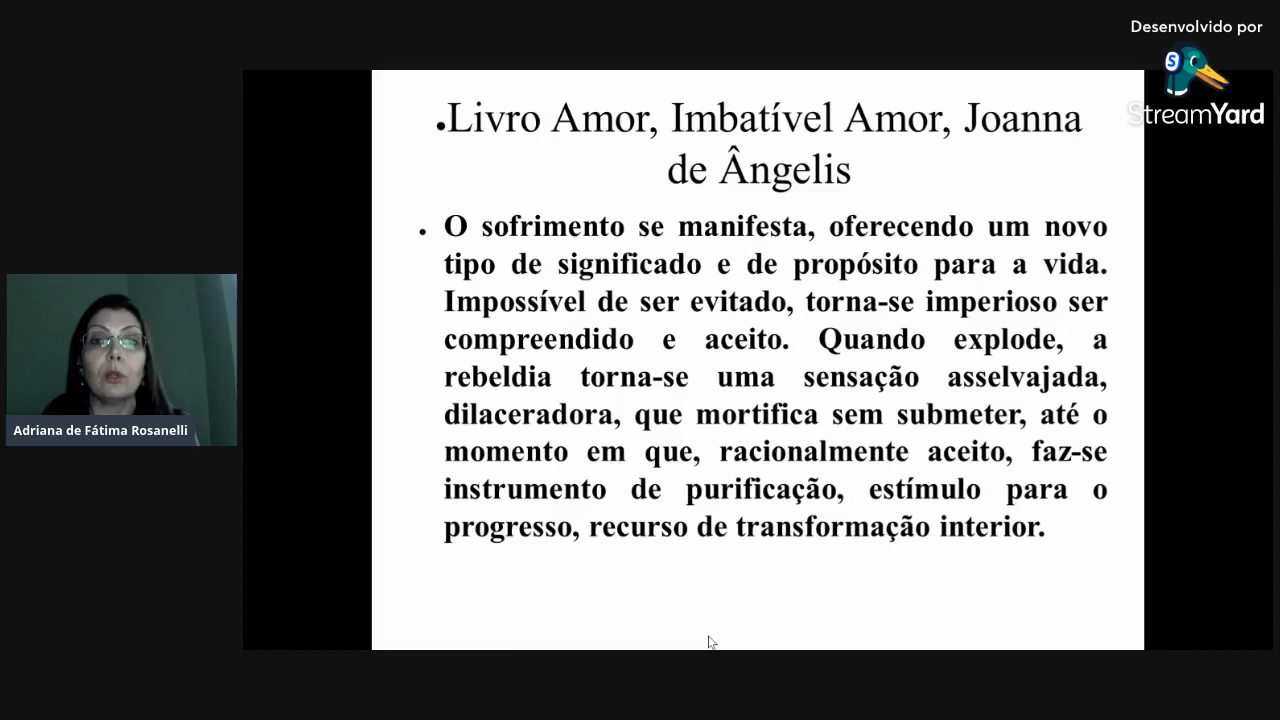 Desenvolvido por
StreamYard
•Livro Amor, Imbatível Amor, Joanna
de Ângelis
• O sofrimento se manifesta, oferecendo um novo
tipo de significado e de propósito para a vida.
Impossível de ser evitado, torna-se imperioso ser
compreendido e aceito. Quando explode, a
rebeldia torna-se uma sensação asselvajada,
dilaceradora, que mortifica sem submeter, até o
momento em que, racionalmente aceito, faz-se
instrumento de purificação, estímulo para o
progresso, recurso de transformação interior.
Adriana de Fátima Rosanelli